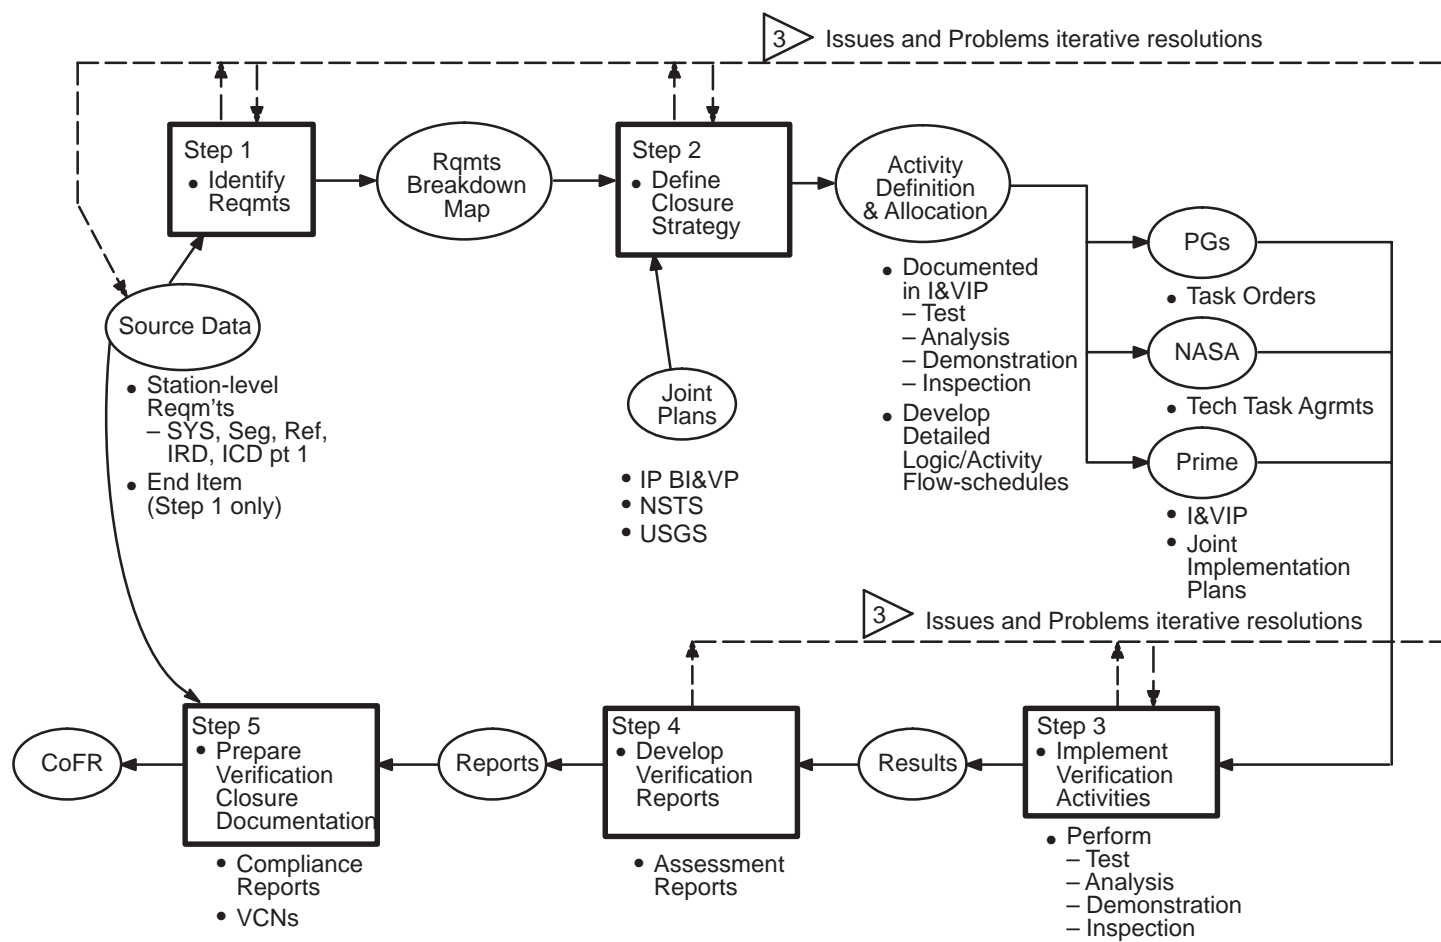 3
Issues and Problems iterative resolutions
Step 1
• Identify
Reqmts
Rqmts
Breakdown
Map
Step 2
• Define
Closure
Strategy
Activity
Definition
& Allocation
PGs
• Task Orders
NASA
• Tech Task Agrmts
Prime
• I&VIP
• Joint
Implementation
Plans
• Documented
in I&VIP
– Test
– Analysis
– Demonstration
– Inspection
• Develop
Detailed
Logic/Activity
Flow-schedules
Source Data
• Station-level
Reqm'ts
– SYS, Seg, Ref,
IRD, ICD pt 1
• End Item
(Step 1 only)
Joint
Plans
• IP BI&VP
• NSTS
• USGS
3
Issues and Problems iterative resolutions
Step 3
• Implement
Verification
Activities
• Perform
– Test
– Analysis
– Demonstration
– Inspection
Results
Step 4
• Develop
Verification
Reports
• Assessment
Reports
Reports
Step 5
• Prepare
Verification
Closure
Documentation
• Compliance
Reports
• VCNs
CoFR